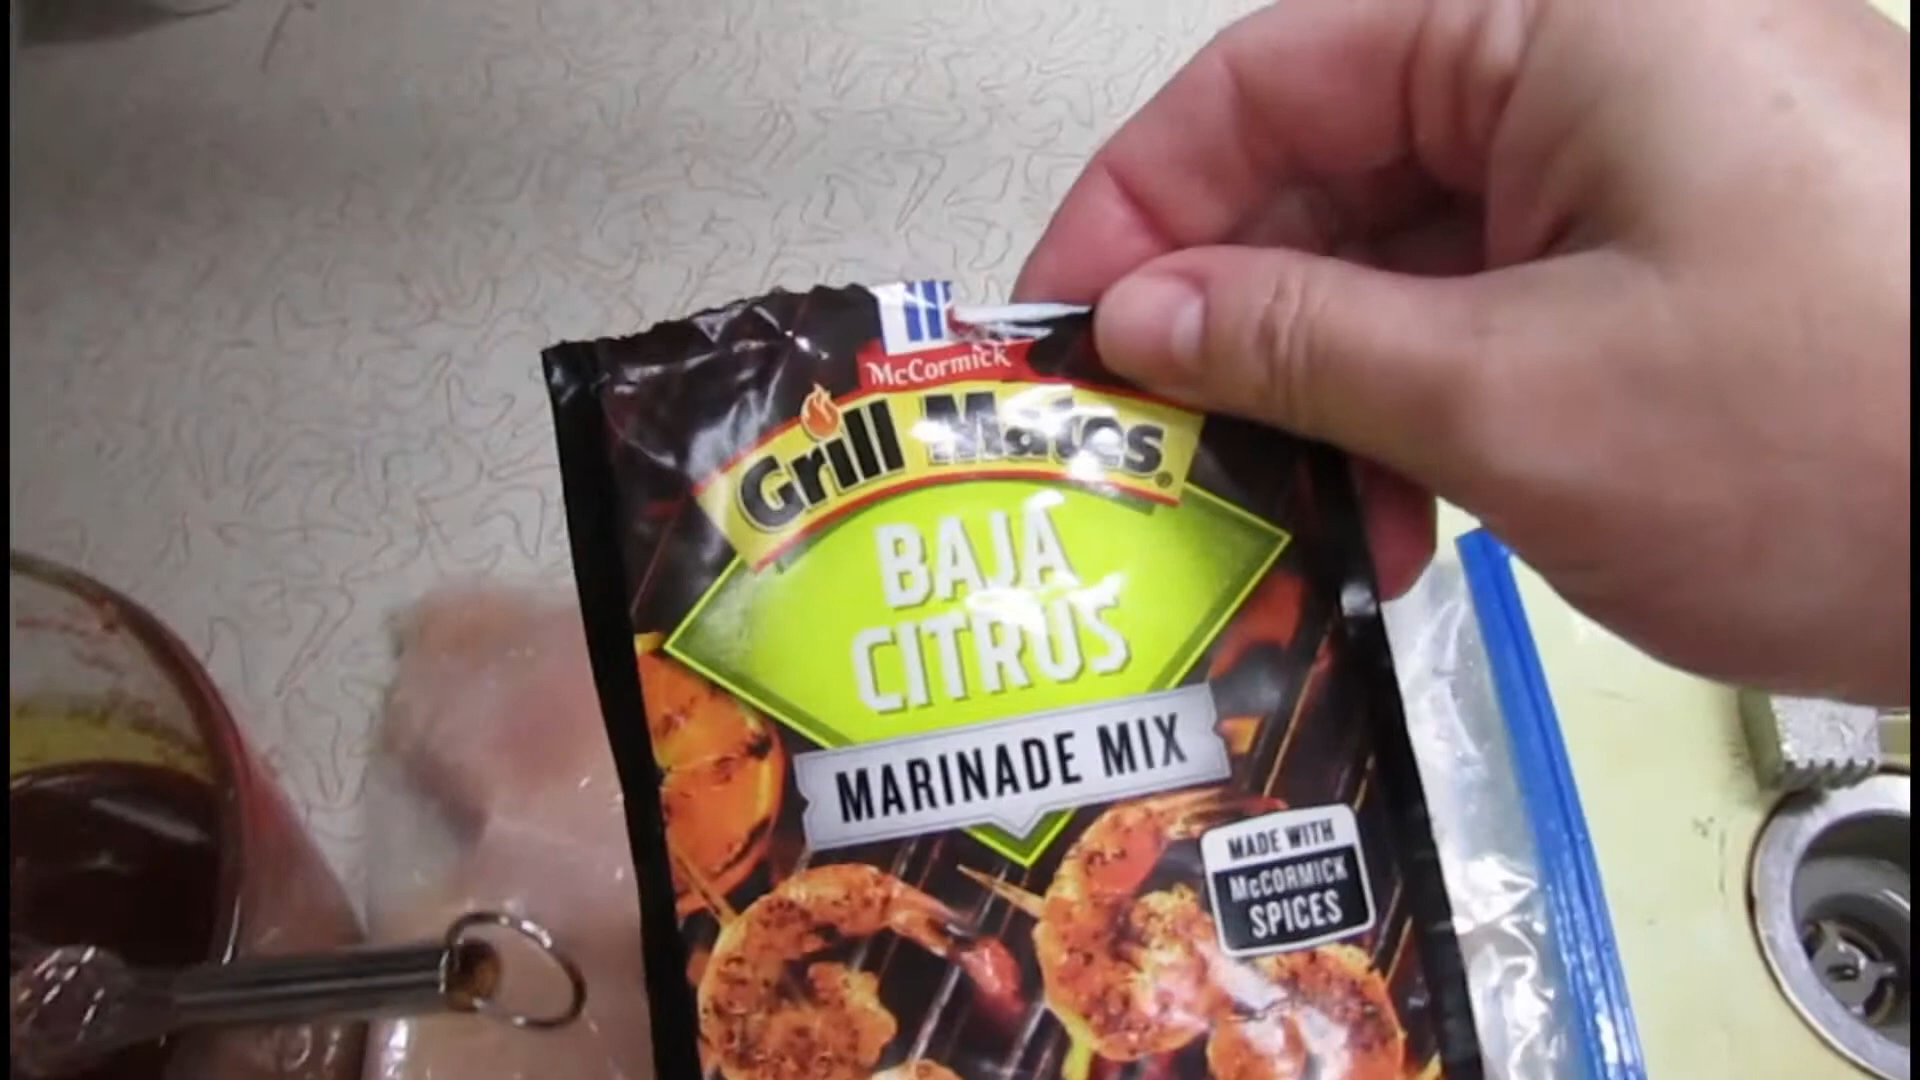 McCormick
Grill Mates®
BAJA
CITRUS
MARINADE MIX
MADE WITH
McCORMICK
SPICES